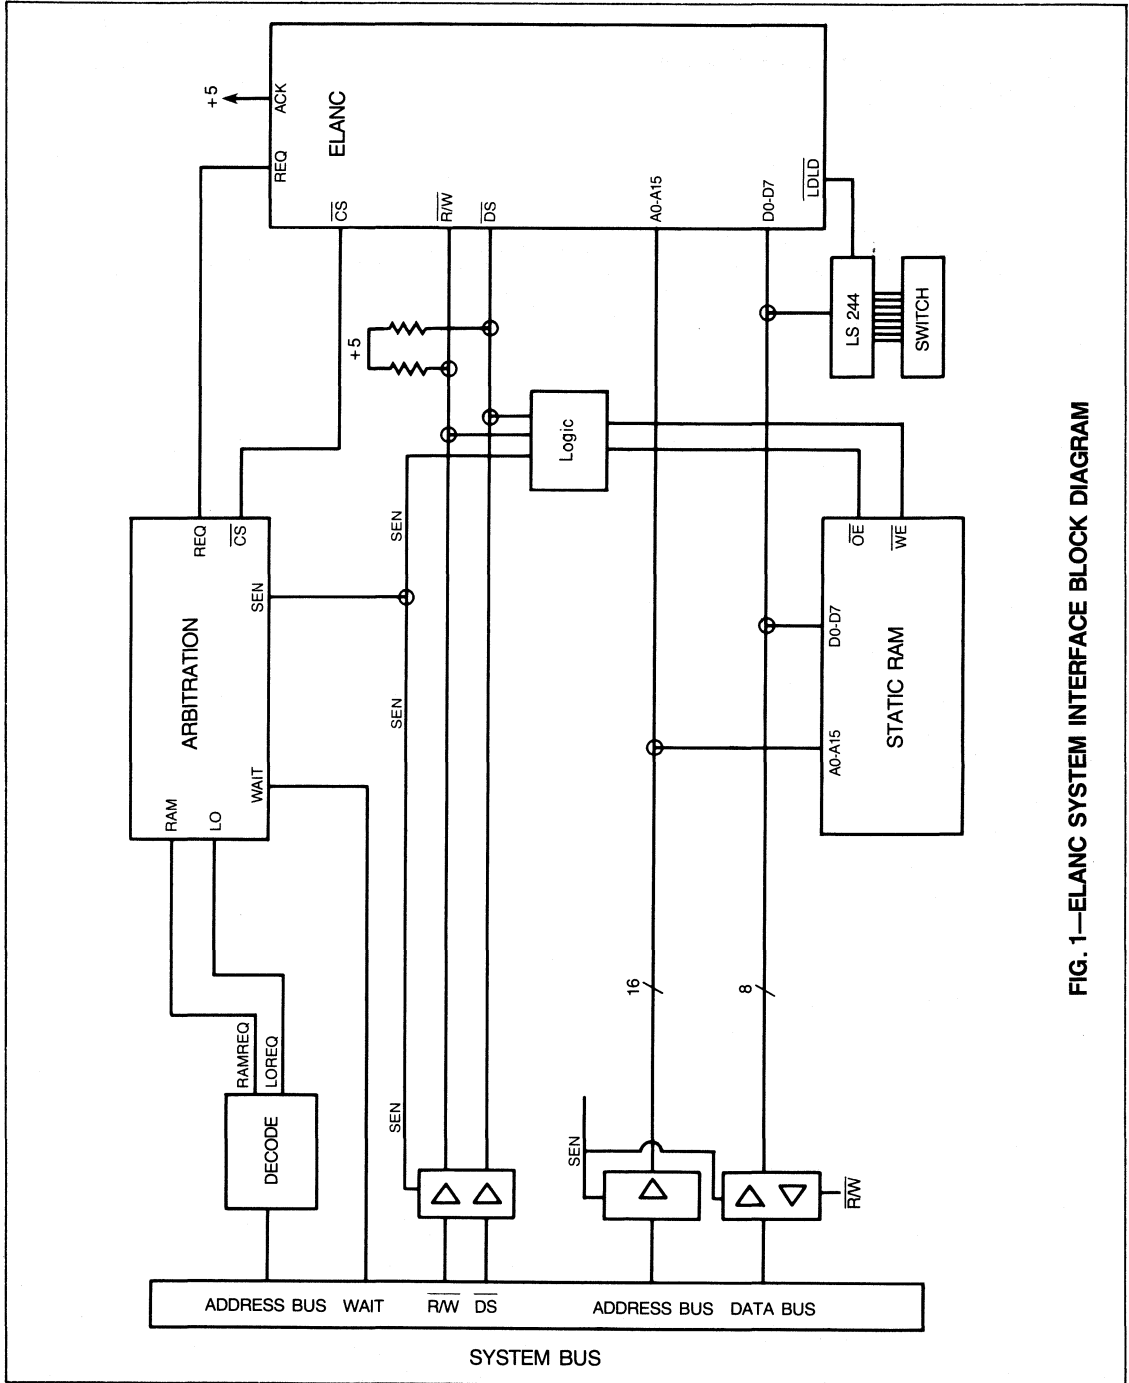 +5
ACK
REQ
ELANC
CS
R/W
DS
A0-A15
D0-D7
LDLD
+5
LS 244
SWITCH
Logic
REQ
CS
SEN
ARBITRATION
WAIT
RAM
LO
SEN
SEN
OE
WE
D0-D7
STATIC RAM
A0-A15
RAMREQ
LOREQ
DECODE
16
8
SEN
SEN
R/W
ADDRESS BUS WAIT R/W DS ADDRESS BUS DATA BUS
SYSTEM BUS
FIG. 1—ELANC SYSTEM INTERFACE BLOCK DIAGRAM